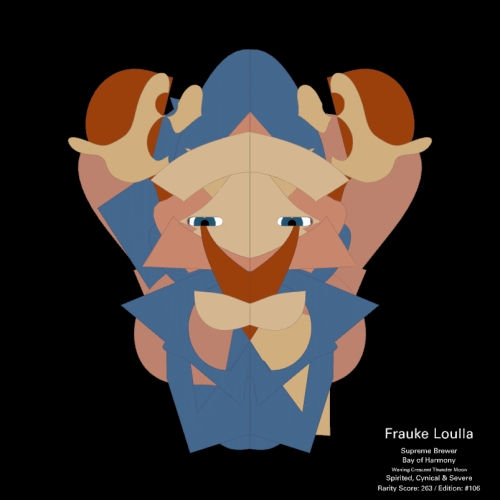 Frauke Loulla
Supreme Brewer
Bay of Harmony
Waning Crescent Thunder Moon
Spirited, Cynical & Severe
Rarity Score: 263 / Edition: #106